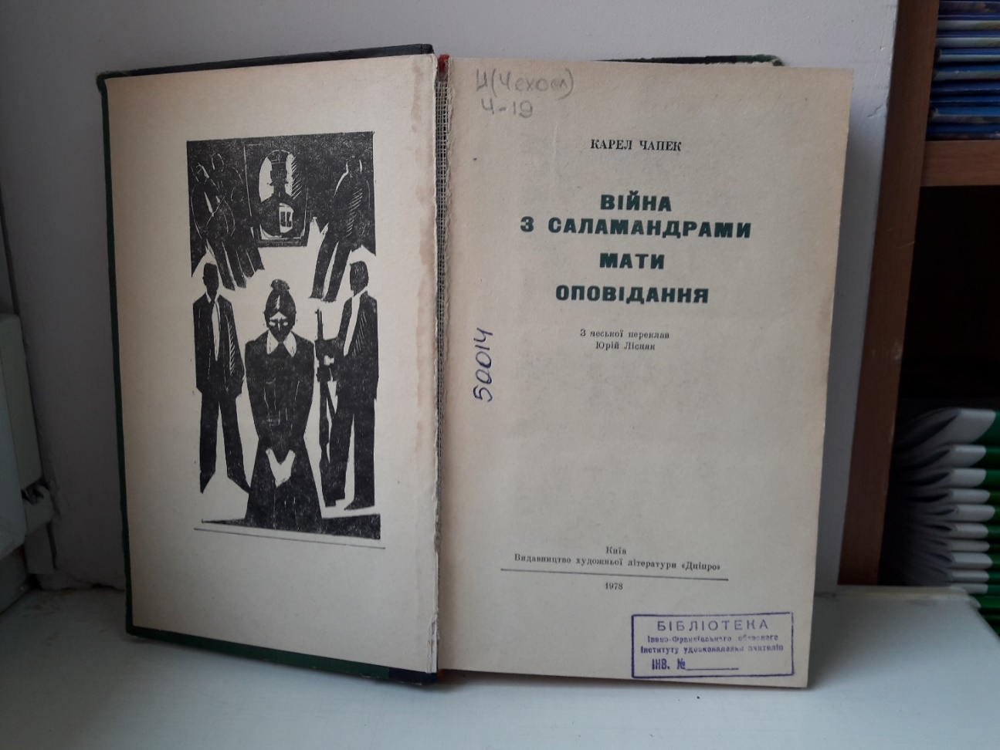 И(Чехосл)
Ч-19
КАРЕЛ ЧАПЕК
ВІЙНА
З САЛАМАНДРАМИ
МАТИ
ОПОВІДАННЯ
З чеської переклав
Юрій Лісняк
50014
Київ
Видавництво художньої літератури «Дніпро»
1978
БІБЛІОТЕКА
Івано-Франківського обласного
Інституту удосконалення вчителів
ІНВ. №